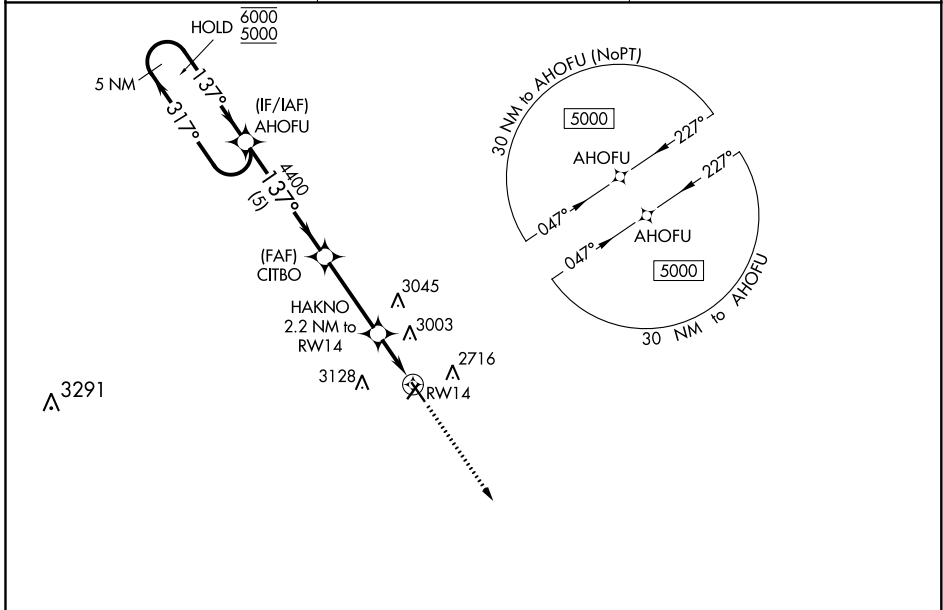 HOLD 6000
5000
5 NM
137°
317°
(IF/IAF)
AHOFU
4400
137°
(5)
(FAF)
CITBO
HAKNO
2.2 NM to
RW14
3045
3003
2716
3128
RW14
3291
30 NM to AHOFU (NoPT)
5000
227°
AHOFU
047°
227°
AHOFU
047°
5000
30 NM to AHOFU